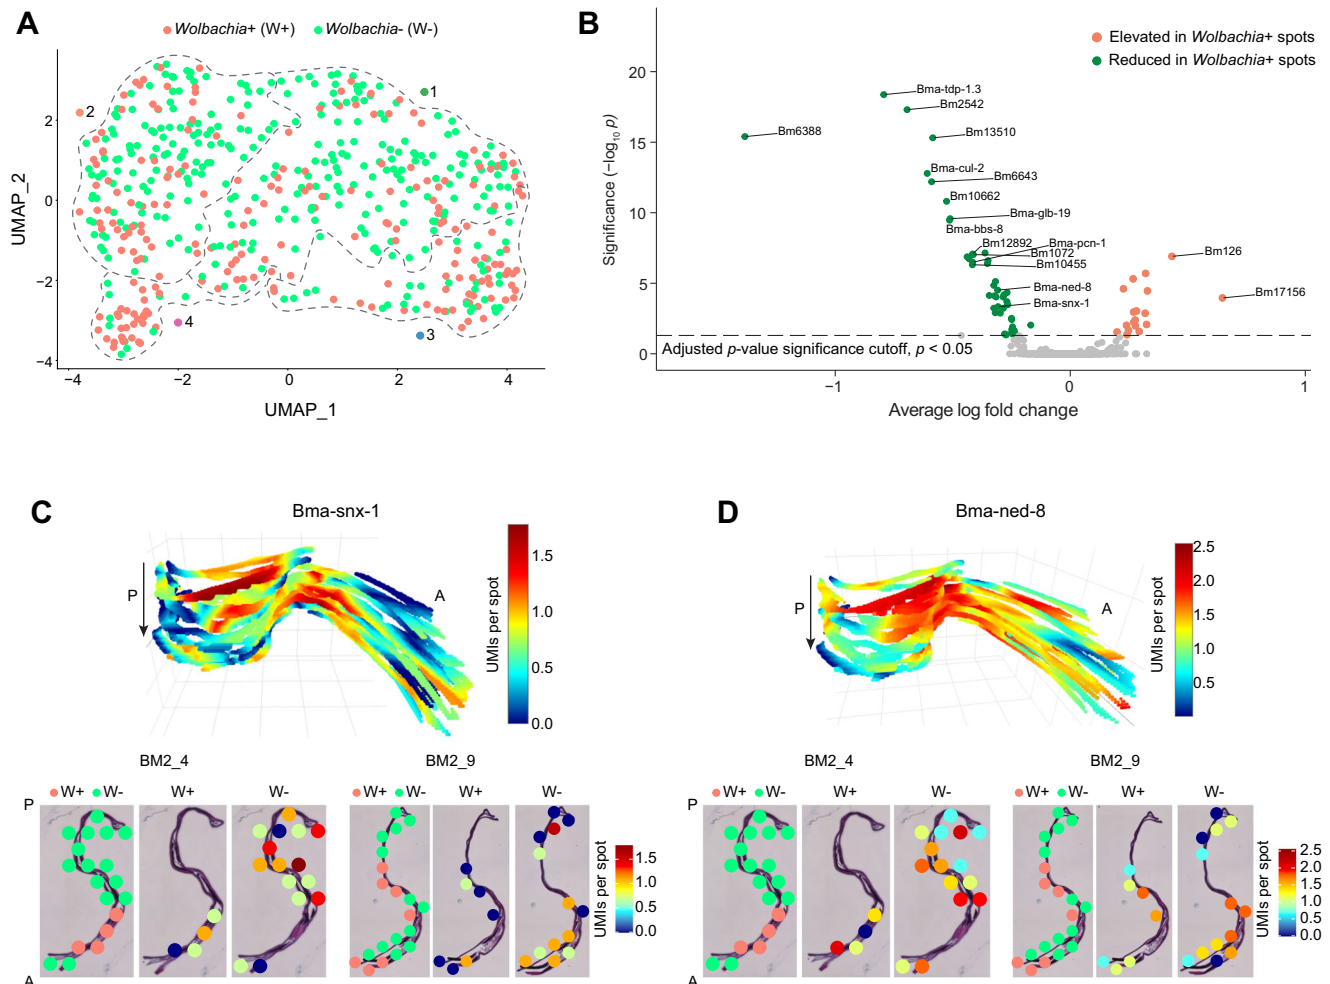 A
Wolbachia+ (W+)
Wolbachia- (W-)
1
2
3
4
2
0
−2
−4
−4
−2
0
2
4
UMAP_2
UMAP_1
B
Elevated in Wolbachia+ spots
Reduced in Wolbachia+ spots
Significance (−log10 p)
20
15
10
5
0
Bma-tdp-1.3
Bm2542
Bm6388
Bm13510
Bma-cul-2
Bm6643
Bm10662
Bma-glb-19
Bma-bbs-8
Bm12892
Bma-pcn-1
Bm1072
Bm10455
Bma-ned-8
Bma-snx-1
Bm126
Bm17156
Adjusted p-value significance cutoff, p < 0.05
−1
0
1
Average log fold change
C
Bma-snx-1
P
A
UMIs per spot
1.5
1.0
0.5
0.0
BM2_4
BM2_9
W+ W-
W+
W-
W+ W-
W+
W-
P
A
UMIs per spot
1.5
1.0
0.5
0.0
D
Bma-ned-8
P
A
UMIs per spot
2.5
2.0
1.5
1.0
0.5
BM2_4
BM2_9
W+ W-
W+
W-
W+ W-
W+
W-
P
A
UMIs per spot
2.5
2.0
1.5
1.0
0.5
0.0